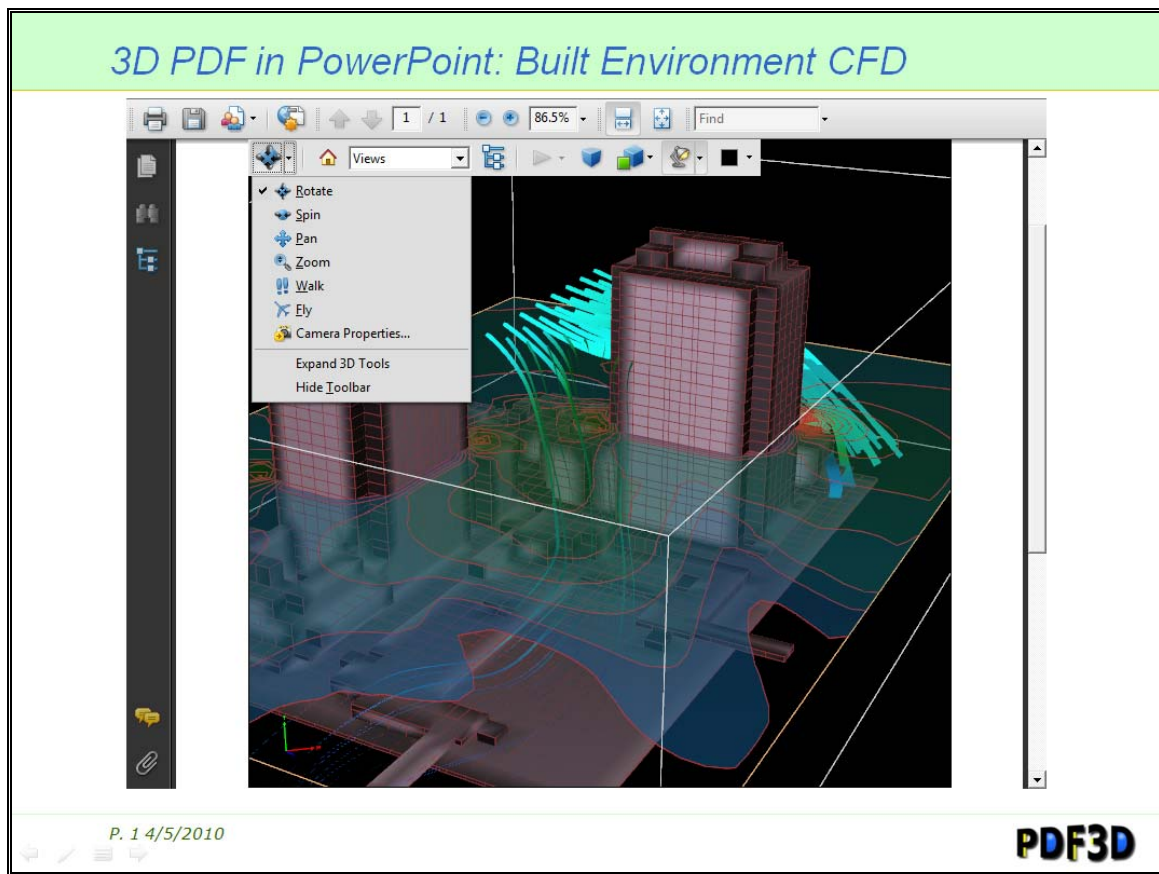 3D PDF in PowerPoint: Built Environment CFD
1 / 1 86.5% Find
Views
Rotate
Spin
Pan
Zoom
Walk
Fly
Camera Properties...
Expand 3D Tools
Hide Toolbar
P. 1 4/5/2010
PDF3D